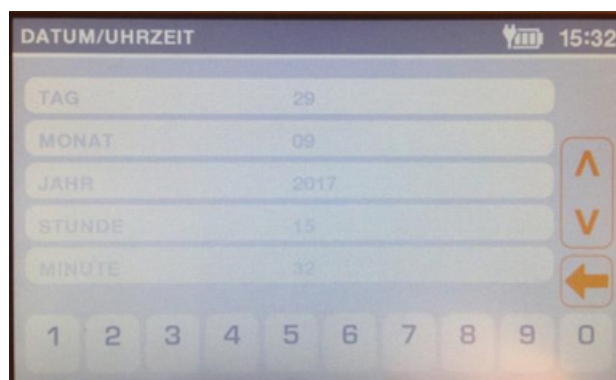 DATUM/UHRZEIT 15:32
TAG 29
MONAT 09
JAHR 2017
STUNDE 15
MINUTE 32
1 2 3 4 5 6 7 8 9 0